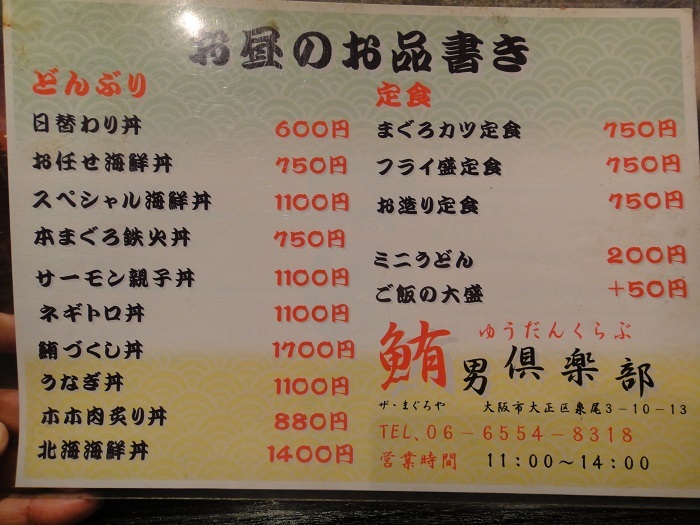 お昼のお品書き
どんぶり
日替わり丼 600円
お任せ海鮮丼 750円
スペシャル海鮮丼 1100円
本まぐろ鉄火丼 750円
サーモン親子丼 1100円
ネギトロ丼 1100円
鮪づくし丼 1700円
うなぎ丼 1100円
ホホ肉炙り丼 880円
北海海鮮丼 1400円
定食
まぐろカツ定食 750円
フライ盛定食 750円
お造り定食 750円
ミニうどん 200円
ご飯の大盛 +50円
ゆうだんくらぶ
鮪男倶楽部
ザ・まぐろや 大阪市大正区泉尾3-10-13
TEL、06-6554-8318
営業時間 11:00~14:00